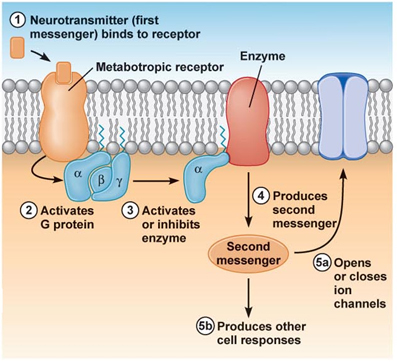 1 Neurotransmitter (first
messenger) binds to receptor
Metabotropic receptor
Enzyme
α
β
γ
α
2 Activates
G protein
3 Activates
or inhibits
enzyme
4 Produces
second
messenger
Second
messenger
5a Opens
or closes
ion
channels
5b Produces other
cell responses